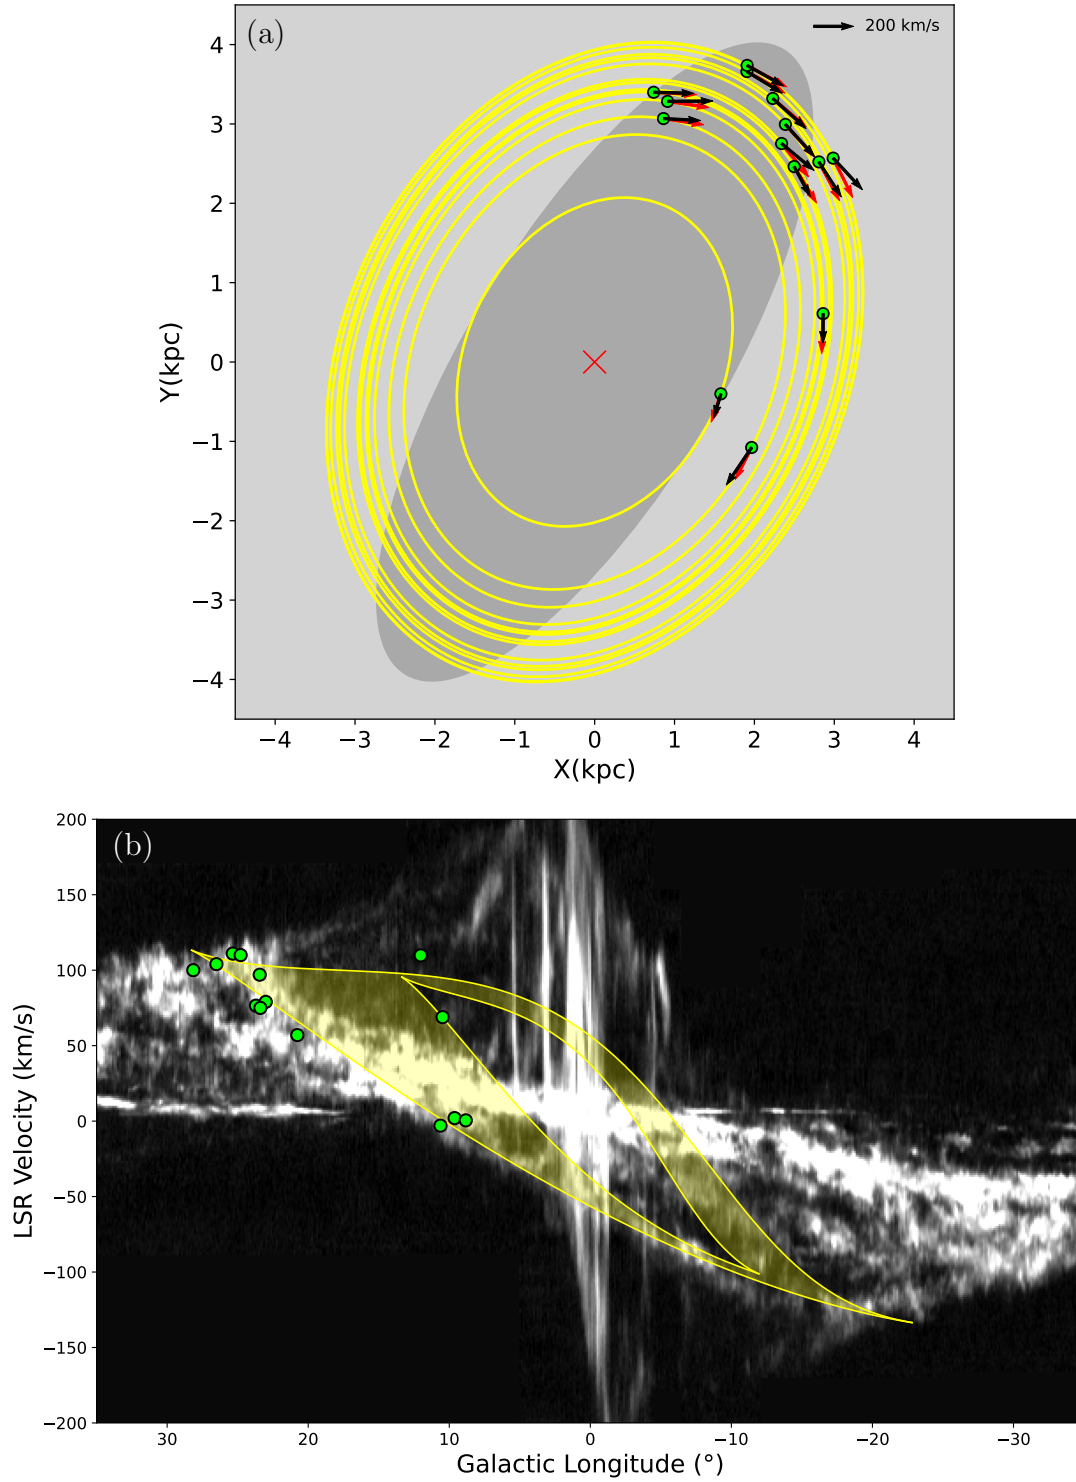 (a)
200 km/s
4
3
2
1
0
−1
−2
−3
−4
Y(kpc)
−4 −3 −2 −1 0 1 2 3 4
X(kpc)
(b)
200
150
100
50
0
−50
−100
−150
−200
LSR Velocity (km/s)
30 20 10 0 −10 −20 −30
Galactic Longitude (°)